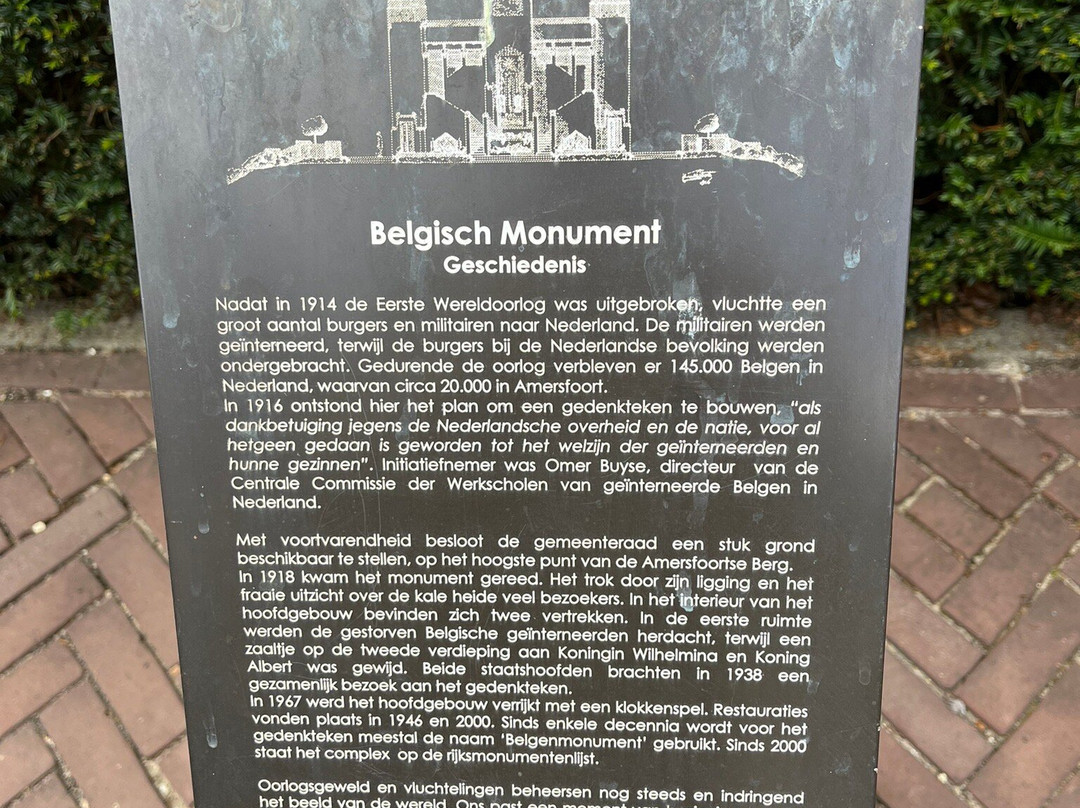 Belgisch Monument
Geschiedenis
Nadat in 1914 de Eerste Wereldoorlog was uitgebroken, vluchtte een
groot aantal burgers en militairen naar Nederland. De militairen werden
geïnterneerd, terwijl de burgers bij de Nederlandse bevolking werden
ondergebracht. Gedurende de oorlog verbleven er 145.000 Belgen in
Nederland, waarvan circa 20.000 in Amersfoort.
In 1916 ontstond hier het plan om een gedenkteken te bouwen, “als
dankbetuiging jegens de Nederlandsche overheid en de natie, voor al
hetgeen gedaan is geworden tot het welzijn der geïnterneerden en
hunne gezinnen”. Initiatiefnemer was Omer Buyse, directeur van de
Centrale Commissie der Werkscholen van geïnterneerde Belgen in
Nederland.
Met voortvarendheid besloot de gemeenteraad een stuk grond
beschikbaar te stellen, op het hoogste punt van de Amersfoortse Berg.
In 1918 kwam het monument gereed. Het trok door zijn ligging en het
fraaie uitzicht over de kale heide veel bezoekers. In het interieur van het
hoofdgebouw bevinden zich twee vertrekken. In de eerste ruimte
werden de gestorven Belgische geïnterneerden herdacht, terwijl een
zaaltje op de tweede verdieping aan Koningin Wilhelmina en Koning
Albert was gewijd. Beide staatshoofden brachten in 1938 een
gezamenlijk bezoek aan het gedenkteken.
In 1967 werd het hoofdgebouw verrijkt met een klokkenspel. Restauraties
vonden plaats in 1946 en 2000. Sinds enkele decennia wordt voor het
gedenkteken meestal de naam ‘Belgenmonument’ gebruikt. Sinds 2000
staat het complex op de rijksmonumentenlijst.
Oorlogsgeweld en vluchtelingen beheersen nog steeds en indringend
het beeld van de wereld. Ons past een moment van